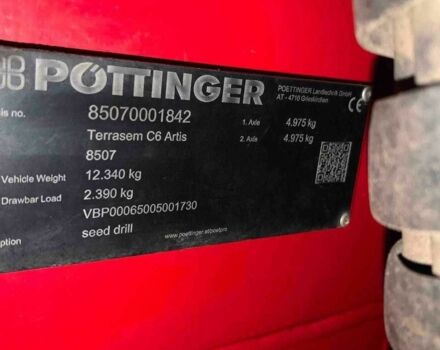 PÖTTINGER
POETTINGER Landtechnik GmbH
AT - 4710 Grieskirchen
is no. 85070001842
1. Axle 4.975 kg
Terrasem C6 Artis
2. Axle 4.975 kg
8507
Vehicle Weight 12.340 kg
Drawbar Load 2.390 kg
VBP00065005001730
ption seed drill
www.poettinger.at/poetpro